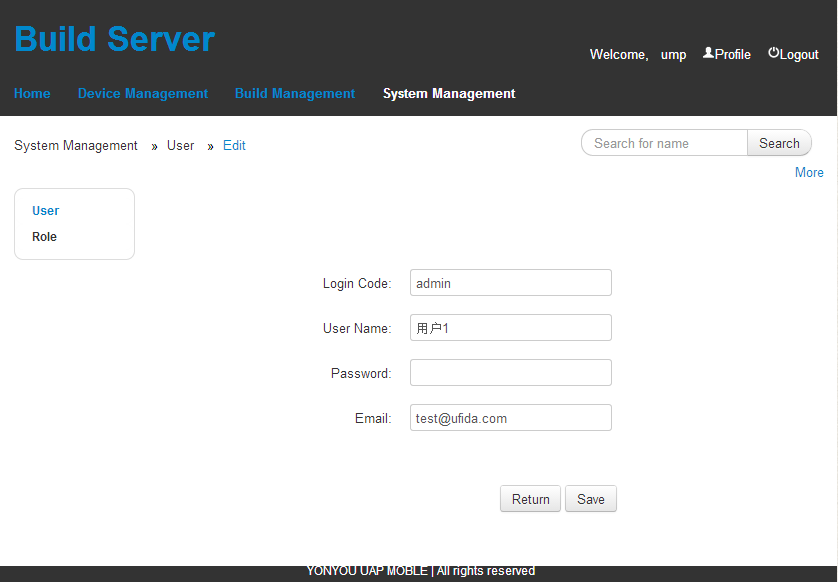 Build Server
Welcome, ump Profile Logout
Home Device Management Build Management System Management
System Management » User » Edit
Search for name Search
More
User
Role
Login Code: admin
User Name: 用户1
Password:
Email: test@ufida.com
Return Save
YONYOU UAP MOBLE | All rights reserved